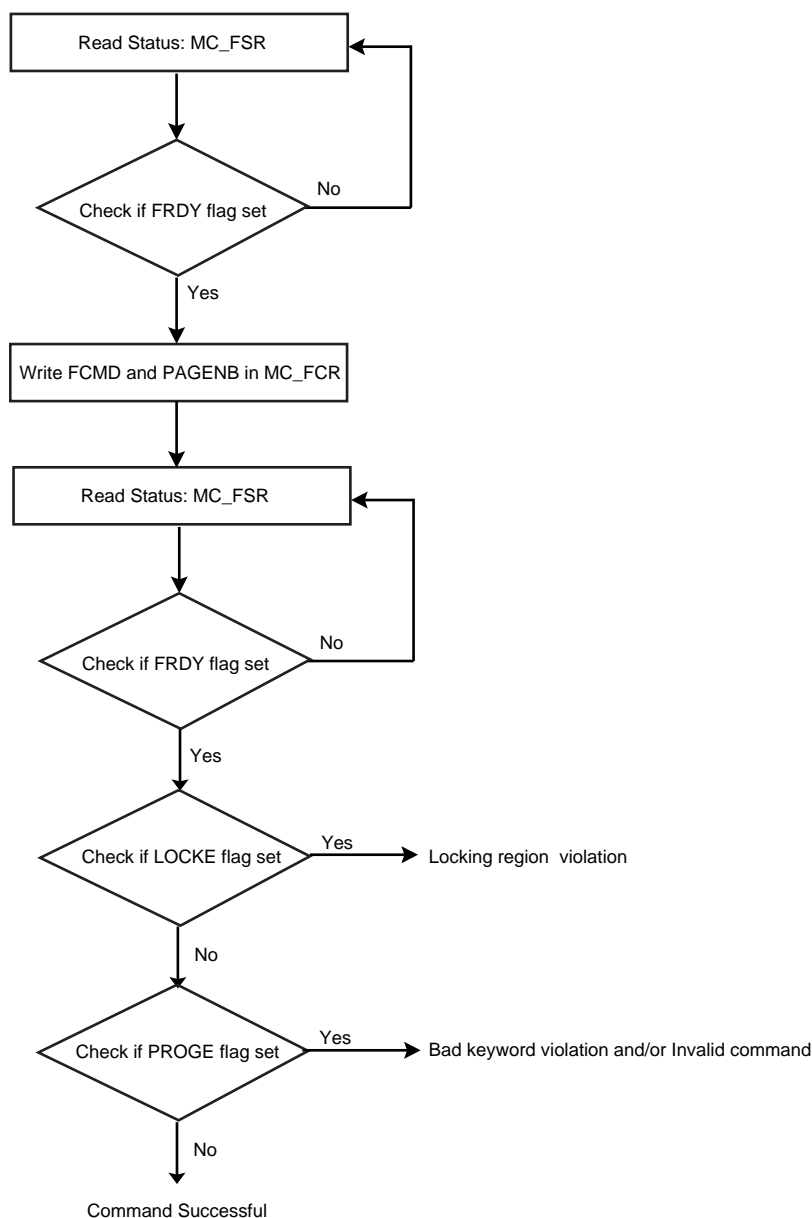 Read Status: MC_FSR
No
Check if FRDY flag set
Yes
Write FCMD and PAGENB in MC_FCR
Read Status: MC_FSR
No
Check if FRDY flag set
Yes
Yes
Check if LOCKE flag set
Locking region violation
No
Yes
Check if PROGE flag set
Bad keyword violation and/or Invalid command
No
Command Successful